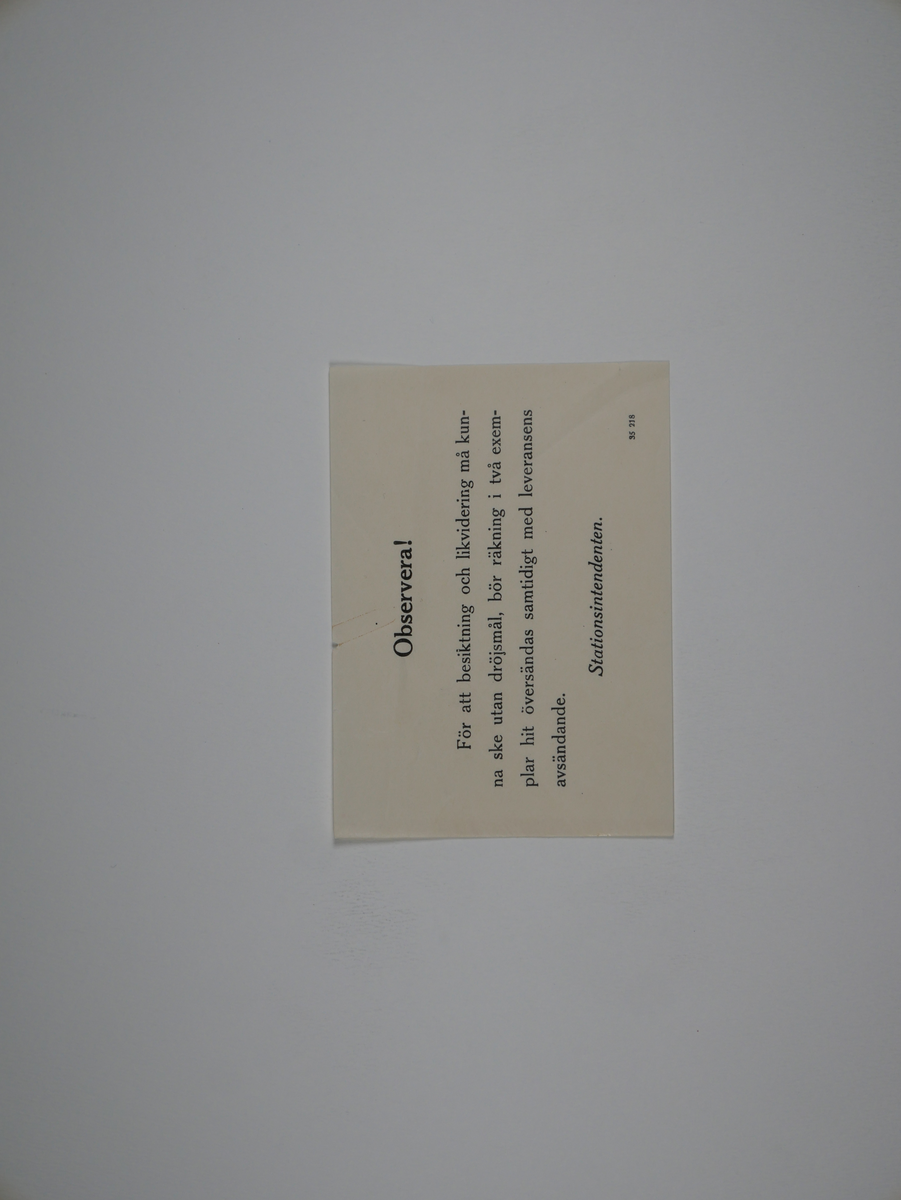 Observera!
För att besiktning och likvidering må kun-
na ske utan dröjsmål, bör räkning i två exem-
plar hit översändas samtidigt med leveransens
avsändande.
Stationsintendenten.
35 218